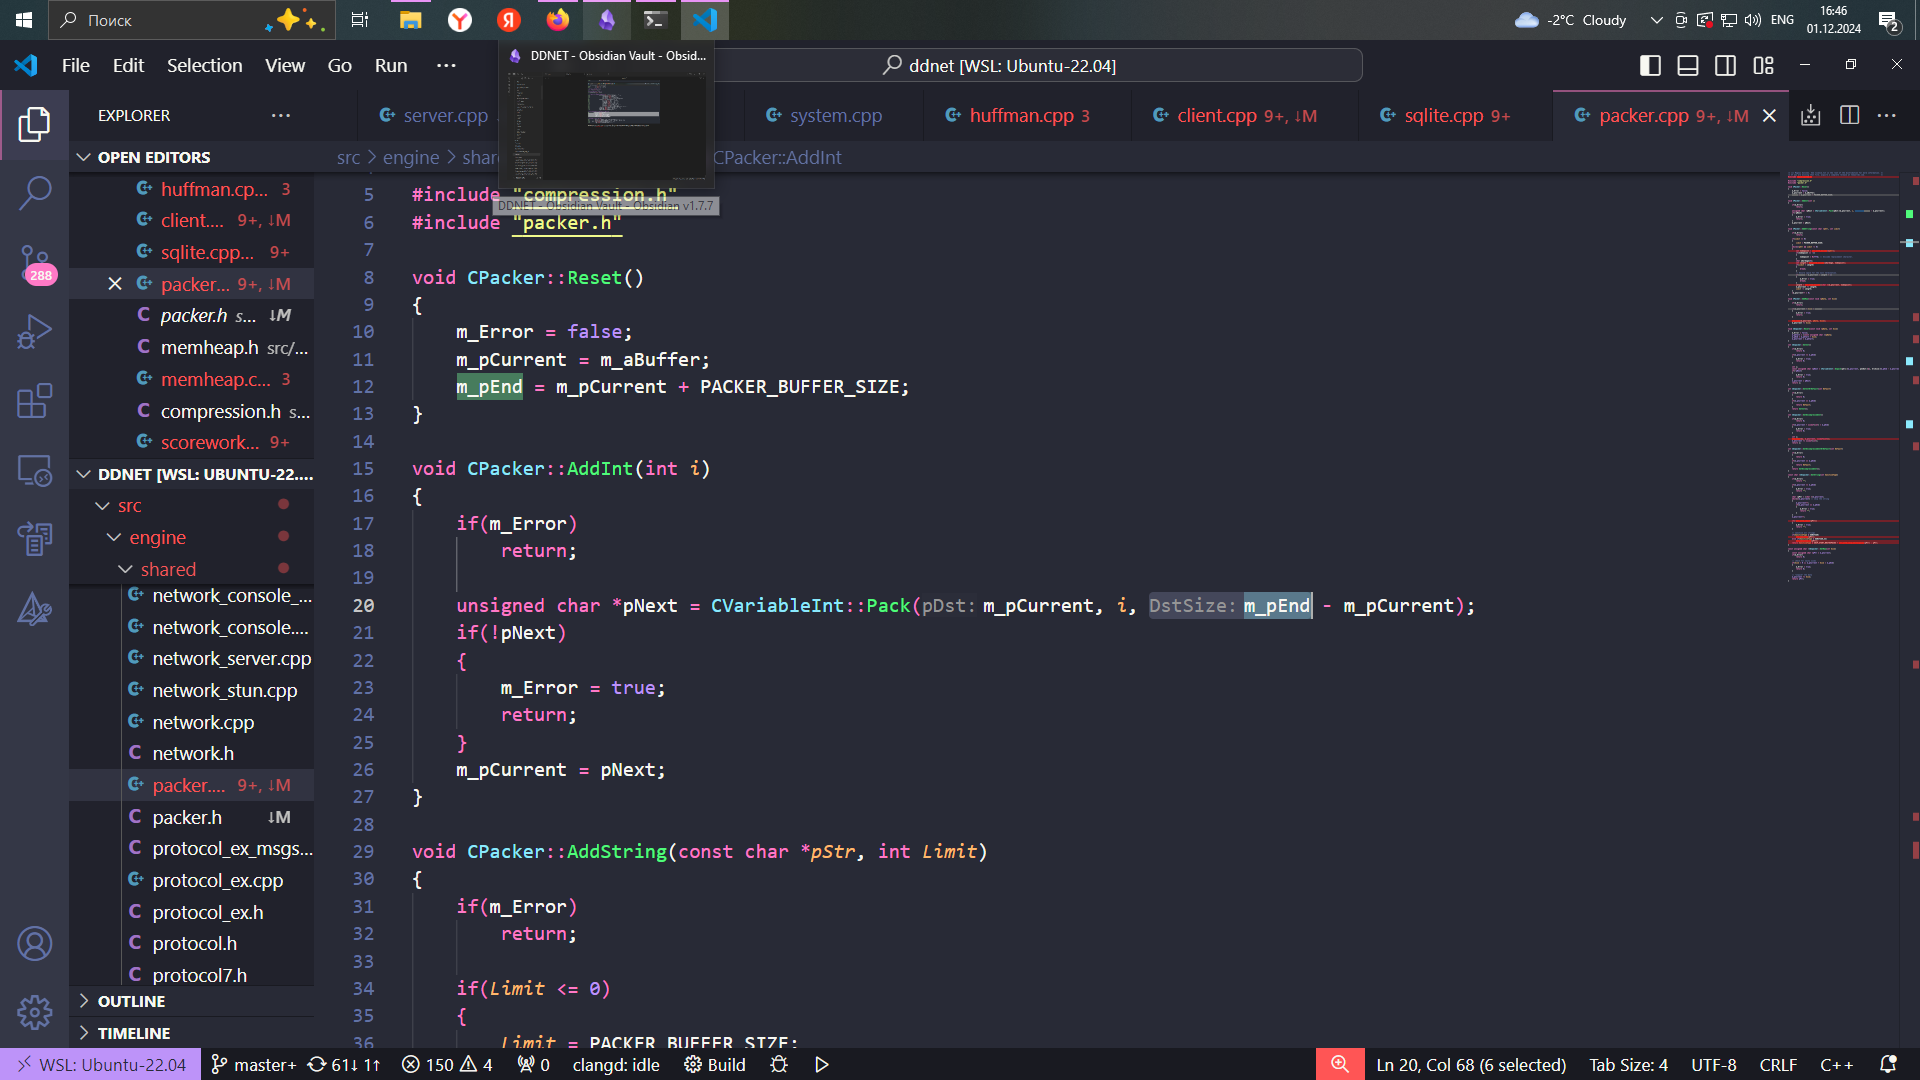 Поиск
-2°C Cloudy
ENG
16:46
01.12.2024
2
File Edit Selection View Go Run ···
DDNET - Obsidian Vault - Obsid...
ddnet [WSL: Ubuntu-22.04]
EXPLORER
server.cpp
system.cpp
huffman.cpp 3
client.cpp 9+, ↓M
sqlite.cpp 9+
packer.cpp 9+, ↓M
OPEN EDITORS
src > engine > shar
CPacker::AddInt
huffman.cp... 3
client.... 9+, ↓M
sqlite.cpp... 9+
packer... 9+, ↓M
packer.h s... ↓M
memheap.h src/...
memheap.c... 3
compression.h s...
scorework... 9+
DDNET [WSL: UBUNTU-22....
src
engine
shared
network_console_...
network_console....
network_server.cpp
network_stun.cpp
network.cpp
network.h
packer.... 9+, ↓M
packer.h ↓M
protocol_ex_msgs...
protocol_ex.cpp
protocol_ex.h
protocol.h
protocol7.h
OUTLINE
TIMELINE
288
5 #include "compression.h"
DDNET - Obsidian Vault - Obsidian v1.7.7
6 #include "packer.h"
7
8 void CPacker::Reset()
9 {
10 m_Error = false;
11 m_pCurrent = m_aBuffer;
12 m_pEnd = m_pCurrent + PACKER_BUFFER_SIZE;
13 }
14
15 void CPacker::AddInt(int i)
16 {
17 if(m_Error)
18 return;
19
20 unsigned char *pNext = CVariableInt::Pack(pDst: m_pCurrent, i, DstSize: m_pEnd - m_pCurrent);
21 if(!pNext)
22 {
23 m_Error = true;
24 return;
25 }
26 m_pCurrent = pNext;
27 }
28
29 void CPacker::AddString(const char *pStr, int Limit)
30 {
31 if(m_Error)
32 return;
33
34 if(Limit <= 0)
35 {
36 Limit = PACKER_BUFFER_SIZE;
WSL: Ubuntu-22.04 master+ 61↓ 1↑ 150 4 0 clangd: idle Build
Ln 20, Col 68 (6 selected) Tab Size: 4 UTF-8 CRLF C++